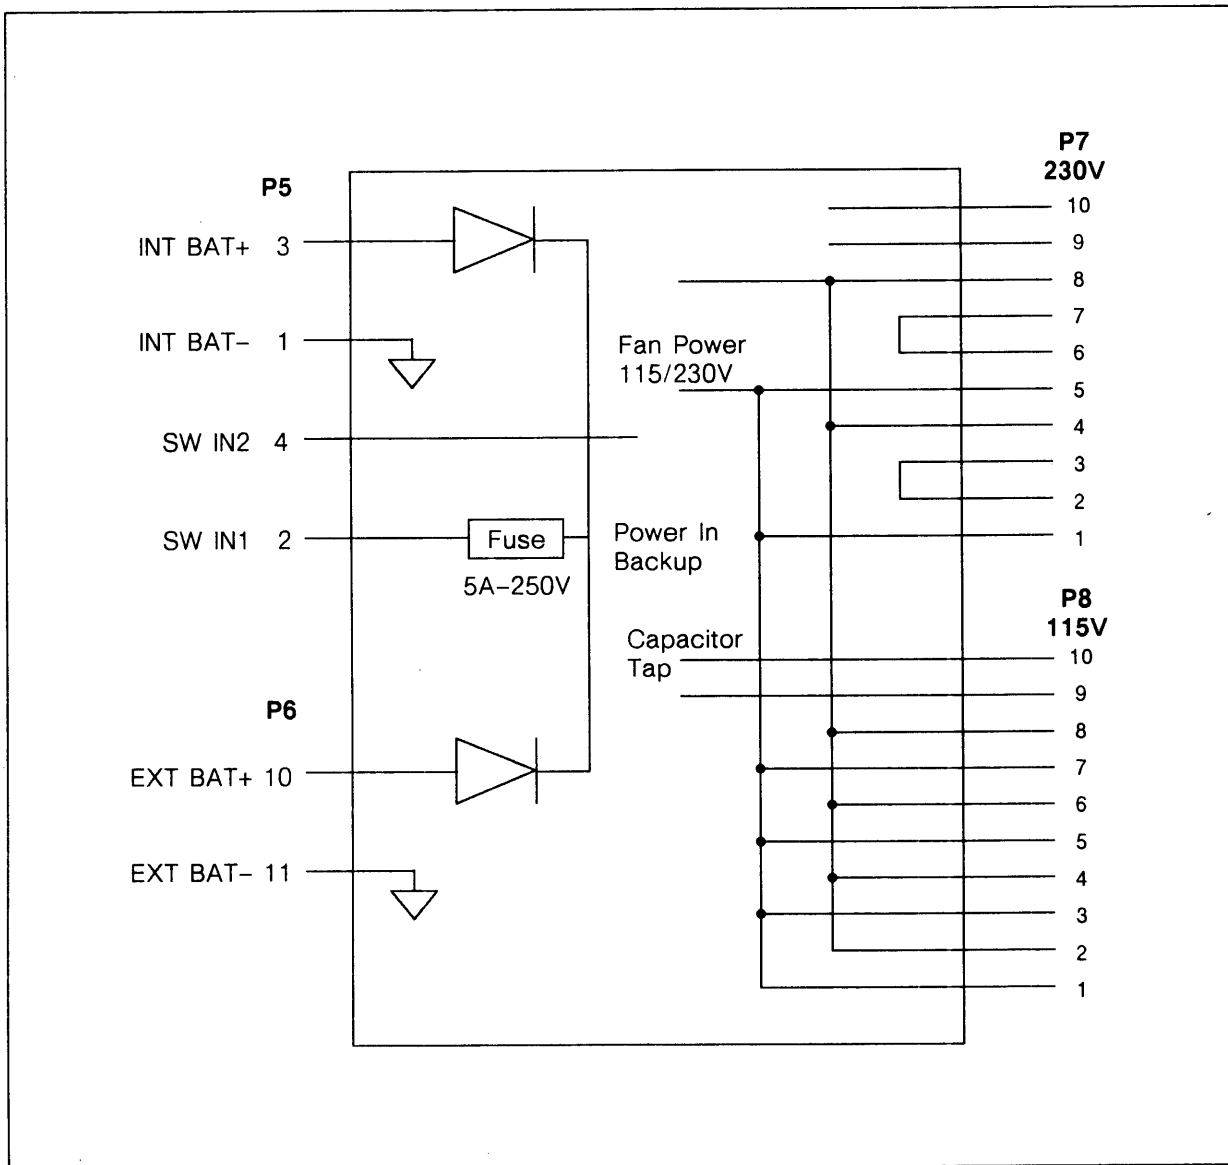 P5
INT BAT+ 3
INT BAT– 1
SW IN2 4
SW IN1 2
Fuse
5A–250V
P6
EXT BAT+ 10
EXT BAT– 11
Fan Power
115/230V
Power In
Backup
Capacitor
Tap
P7
230V
10
9
8
7
6
5
4
3
2
1
P8
115V
10
9
8
7
6
5
4
3
2
1